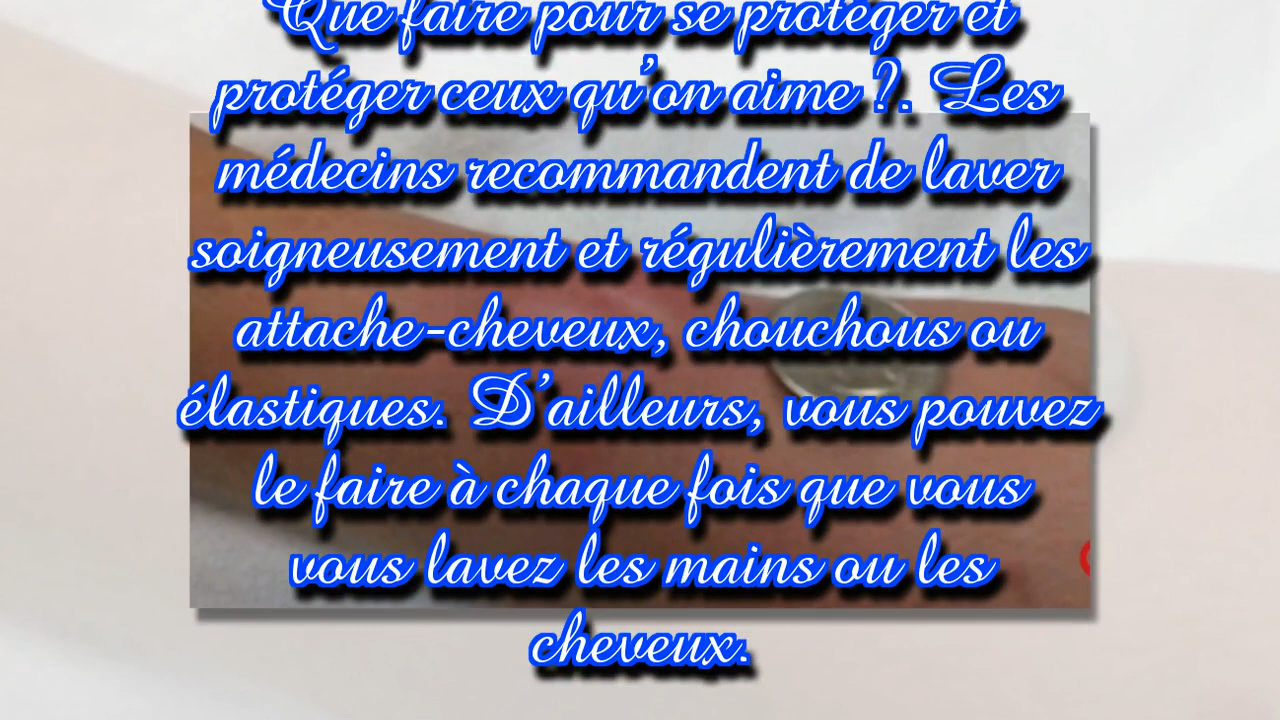 Que faire pour se protéger et
protéger ceux qu'on aime ?. Les
médecins recommandent de laver
soigneusement et régulièrement les
attache-cheveux, chouchous ou
élastiques. D'ailleurs, vous pouvez
le faire à chaque fois que vous
vous lavez les mains ou les
cheveux.